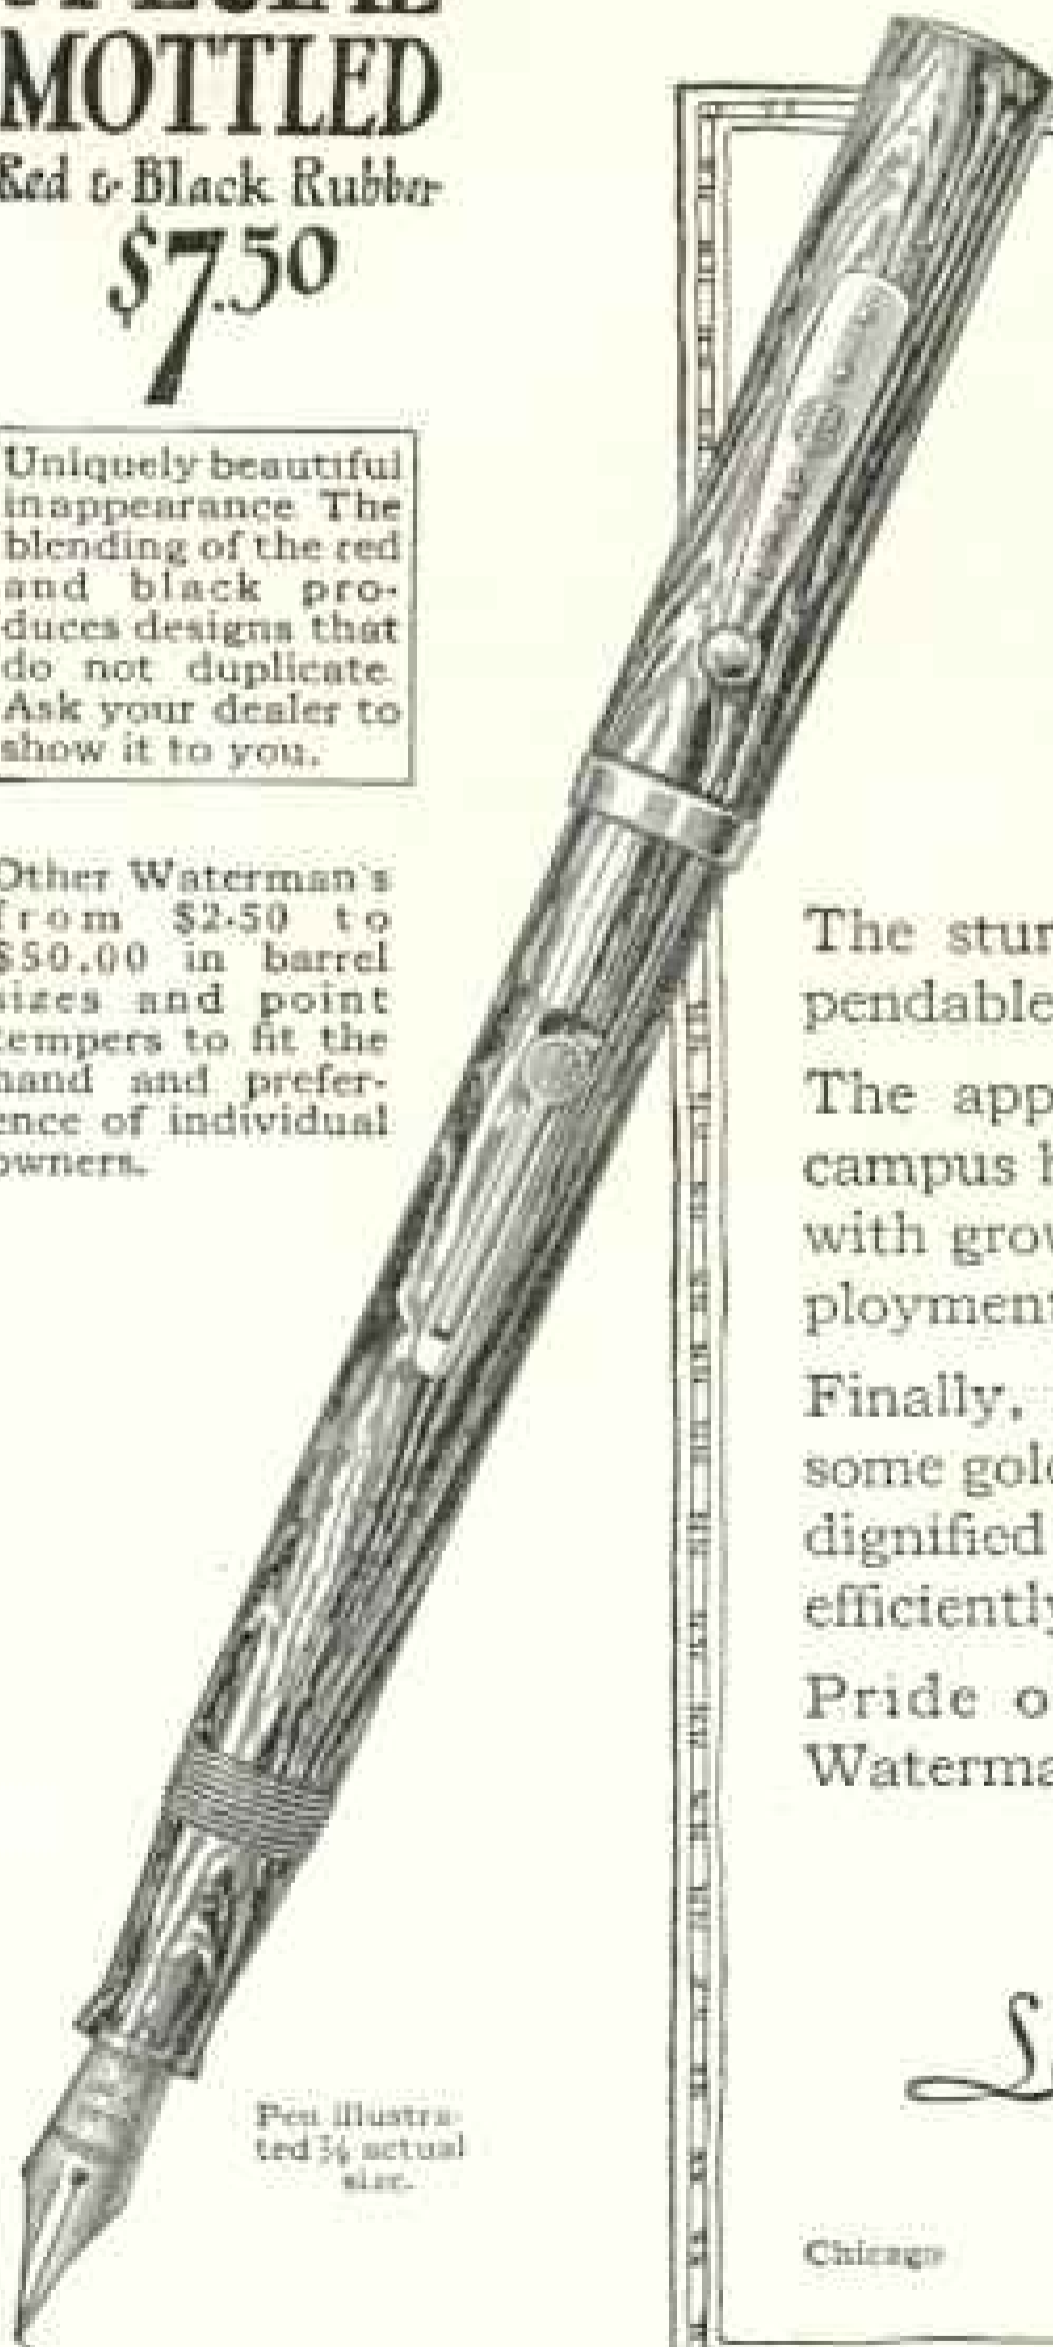 MOTTLED
Red & Black Rubber
$7.50
Uniquely beautiful
in appearance. The
blending of the red
and black pro-
duces designs that
do not duplicate.
Ask your dealer to
show it to you.
Other Waterman's
from $2.50 to
$50.00 in barrel
sizes and point
tempers to fit the
hand and prefer-
ence of individual
owners.
Pen illustra-
ted ¾ actual
size.
The stur
pendable
The app
campus h
with grow
ployment
Finally,
some gold
dignified
efficiently
Pride o
Waterma
Chicago